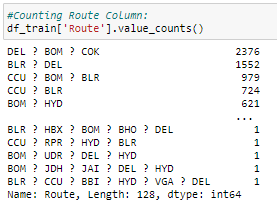 #Counting Route Column:
df_train['Route'].value_counts()
DEL ? BOM ? COK 2376
BLR ? DEL 1552
CCU ? BOM ? BLR 979
CCU ? BLR 724
BOM ? HYD 621
...
BLR ? HBX ? BOM ? BHO ? DEL 1
CCU ? RPR ? HYD ? BLR 1
BOM ? UDR ? DEL ? HYD 1
BOM ? JDH ? JAI ? DEL ? HYD 1
BLR ? CCU ? BBI ? HYD ? VGA ? DEL 1
Name: Route, Length: 128, dtype: int64